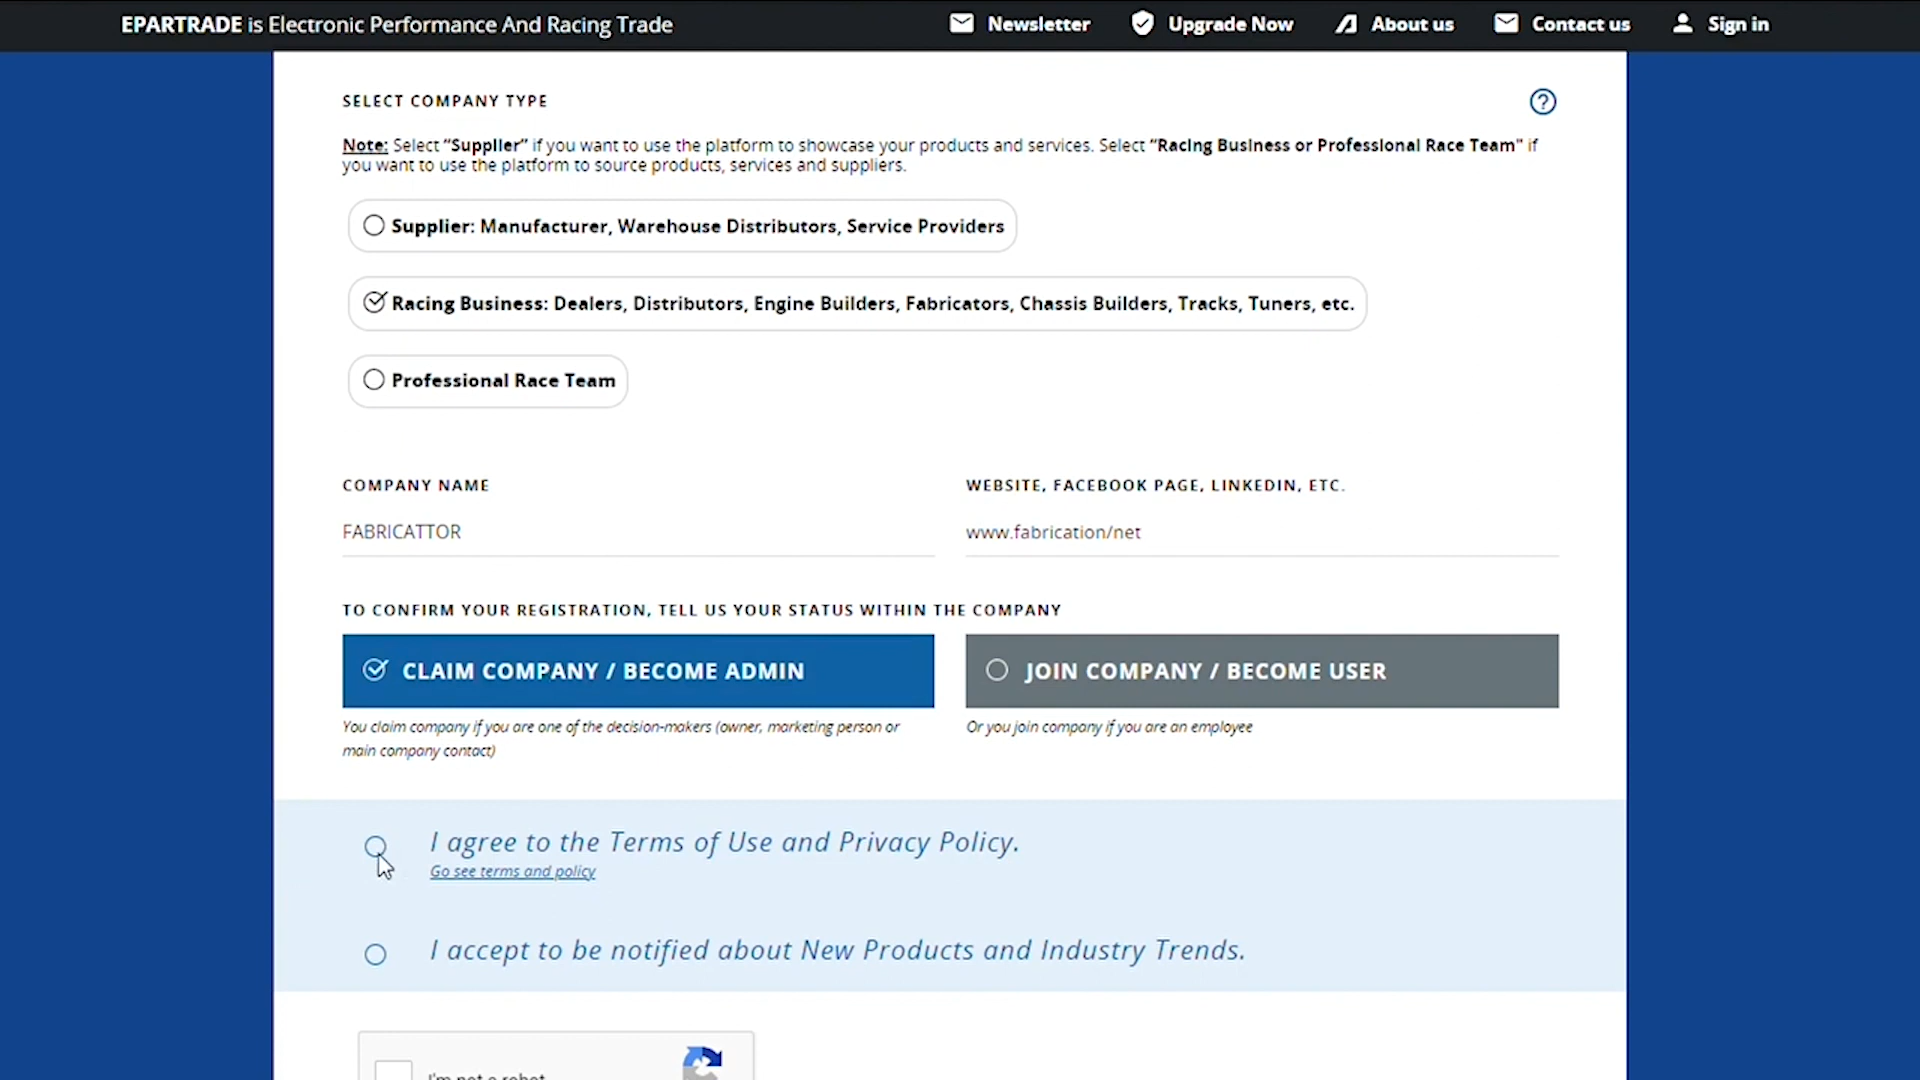 EPARTRADE is Electronic Performance And Racing Trade
Newsletter
Upgrade Now
About us
Contact us
Sign in
SELECT COMPANY TYPE
Note: Select "Supplier" if you want to use the platform to showcase your products and services. Select "Racing Business or Professional Race Team" if
you want to use the platform to source products, services and suppliers.
Supplier: Manufacturer, Warehouse Distributors, Service Providers
Racing Business: Dealers, Distributors, Engine Builders, Fabricators, Chassis Builders, Tracks, Tuners, etc.
Professional Race Team
COMPANY NAME
WEBSITE, FACEBOOK PAGE, LINKEDIN, ETC.
FABRICATTOR
www.fabrication/net
TO CONFIRM YOUR REGISTRATION, TELL US YOUR STATUS WITHIN THE COMPANY
CLAIM COMPANY / BECOME ADMIN
JOIN COMPANY / BECOME USER
You claim company if you are one of the decision-makers (owner, marketing person or
main company contact)
Or you join company if you are an employee
I agree to the Terms of Use and Privacy Policy.
Go see terms and policy
I accept to be notified about New Products and Industry Trends.
I'm not a robot